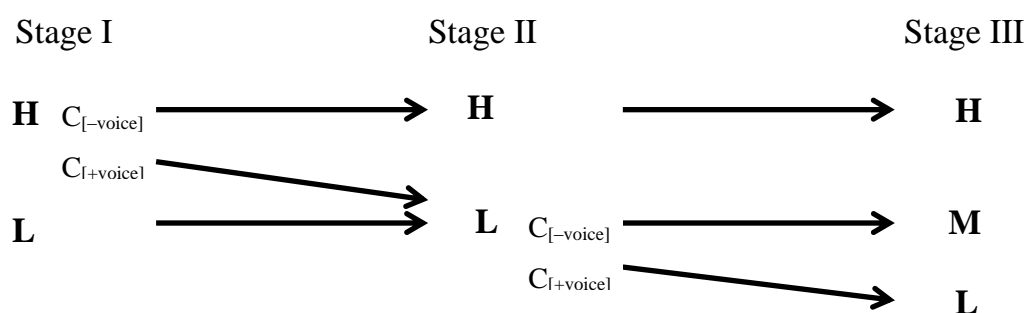 Stage I Stage II Stage III
H C[–voice] H H
C[+voice]
L L C[–voice] M
C[+voice]
L